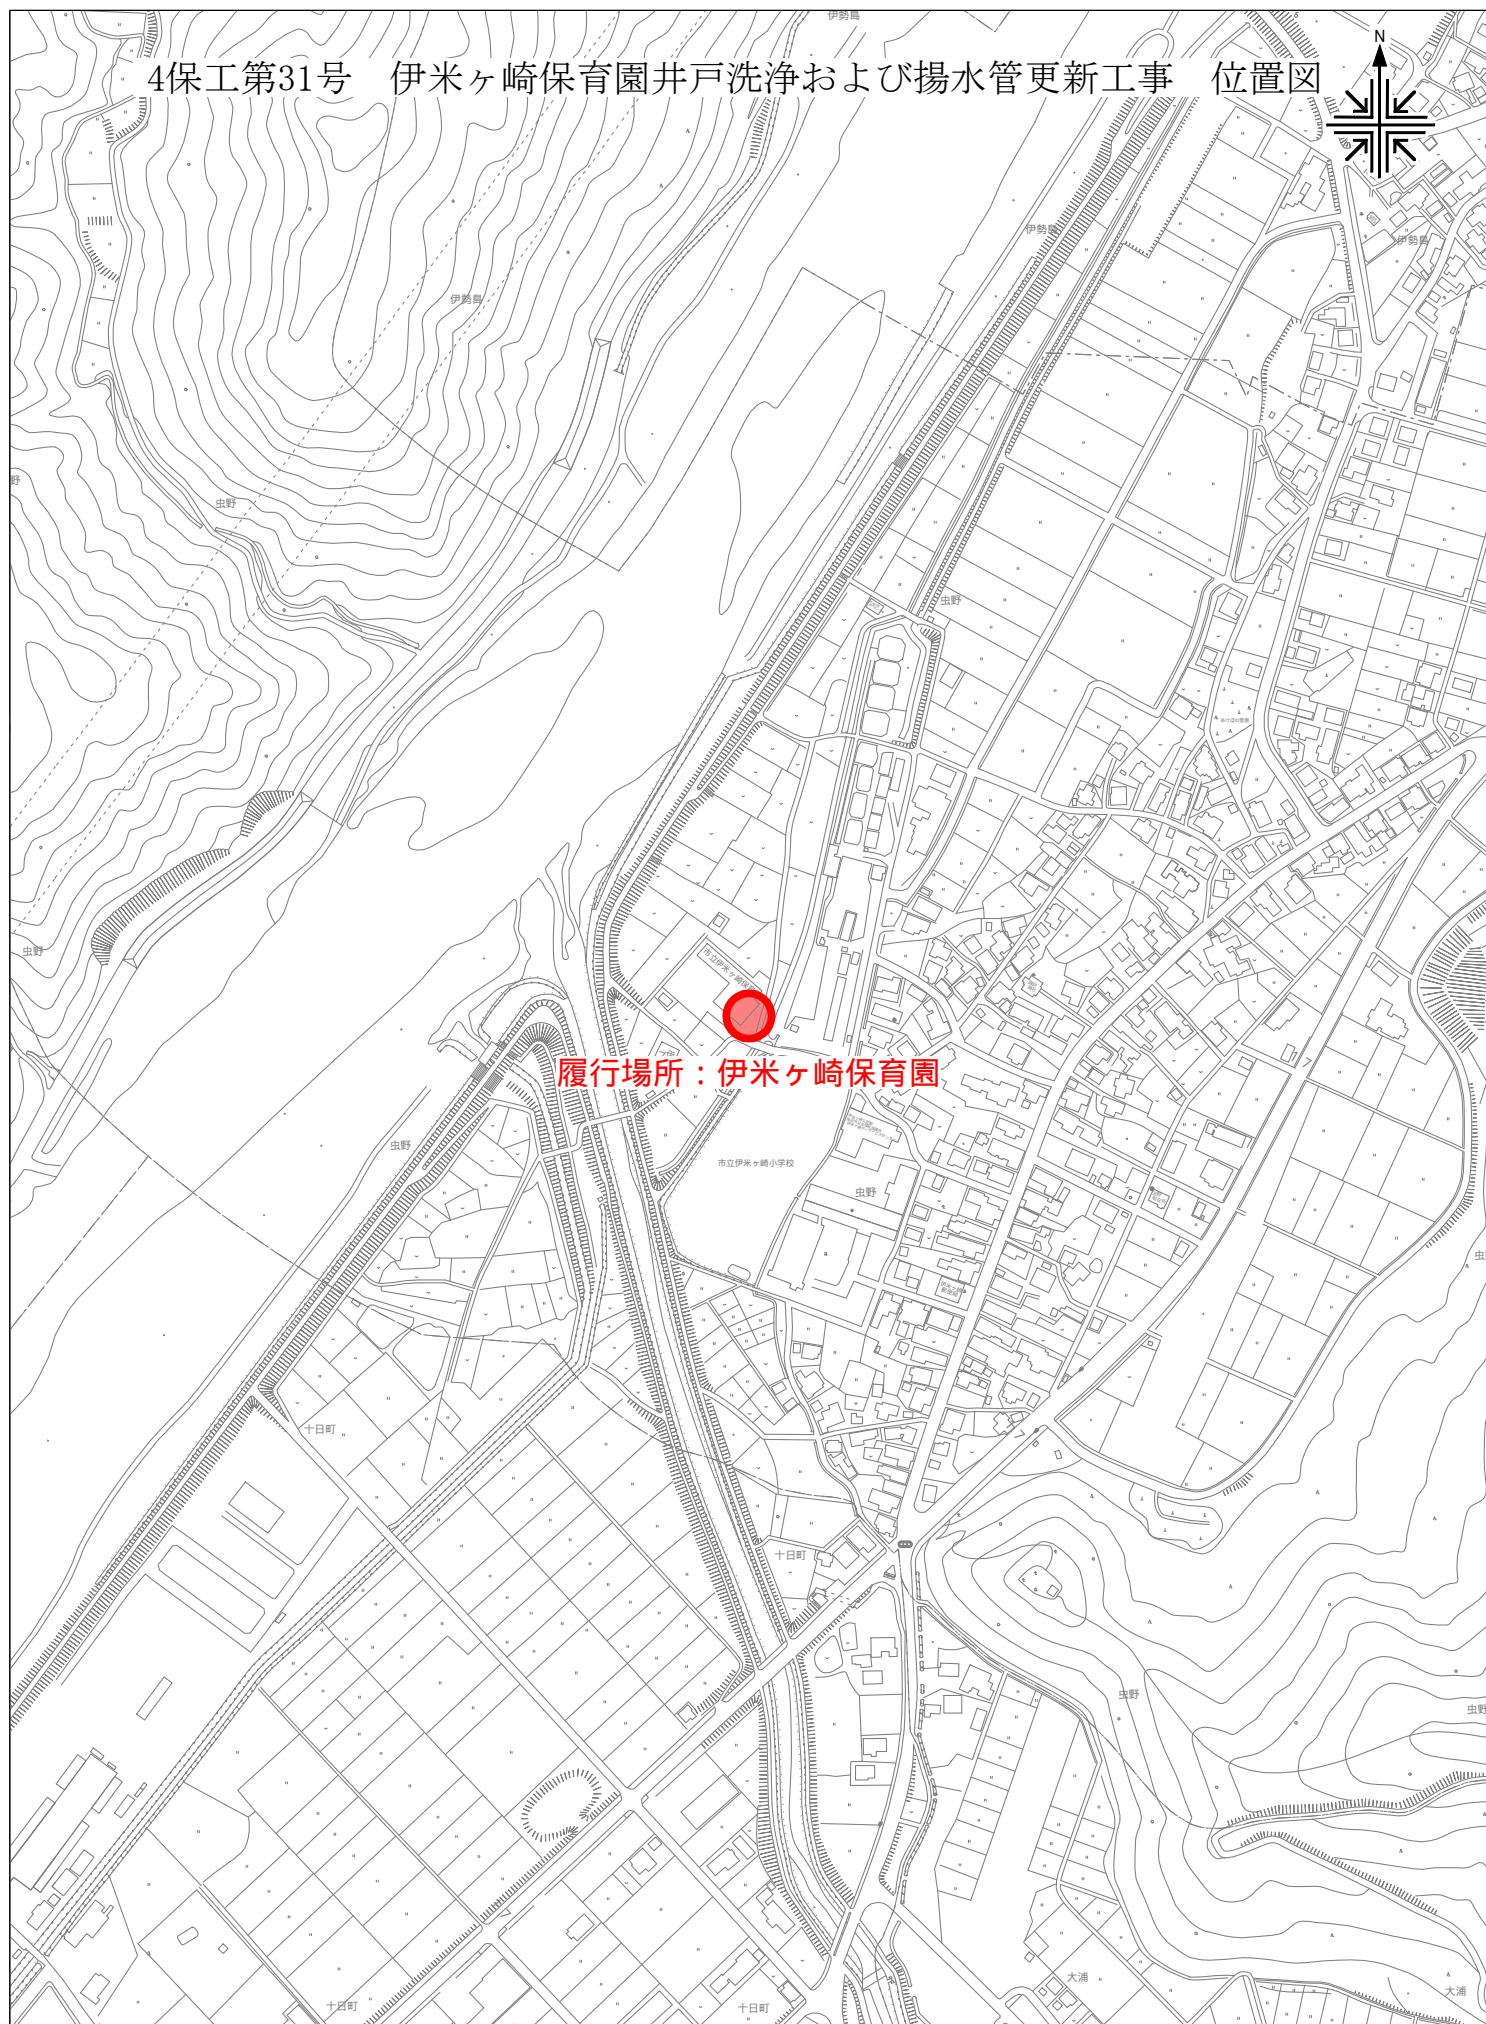 伊勢島
4保工第31号　伊米ヶ崎保育園井戸洗浄および揚水管更新工事　位置図
N
伊勢島
伊勢島
伊勢島
野
虫野
虫野
虫野
市立伊米ヶ崎保育
履行場所：伊米ヶ崎保育園
虫野
市立伊米ヶ崎小学校
虫野
虫
十日町
十日町
虫野
虫野
大浦
大浦
十日町
十日町